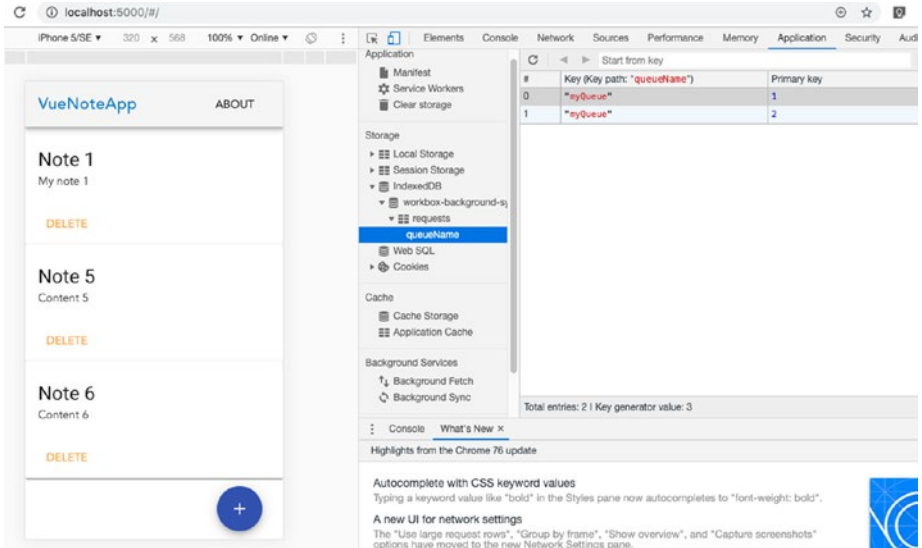 localhost:5000/#/
iPhone 5/SE ▾ 320 x 568 100% ▾ Online ▾
VueNoteApp ABOUT
Note 1
My note 1
DELETE
Note 5
Content 5
DELETE
Note 6
Content 6
DELETE
+
Elements Console Network Sources Performance Memory Application Security Audi
Application
Manifest
Service Workers
Clear storage
Storage
Local Storage
Session Storage
IndexedDB
workbox-background-sy
requests
queueName
Web SQL
Cookies
Cache
Cache Storage
Application Cache
Background Services
Background Fetch
Background Sync
Start from key
# Key (Key path: "queueName") Primary key
0 "myQueue" 1
1 "myQueue" 2
Total entries: 2 | Key generator value: 3
Console What's New ×
Highlights from the Chrome 76 update
Autocomplete with CSS keyword values
Typing a keyword value like "bold" in the Styles pane now autocompletes to "font-weight: bold".
A new UI for network settings
The "Use large request rows", "Group by frame", "Show overview", and "Capture screenshots"
options have moved to the new Network Settings pane.